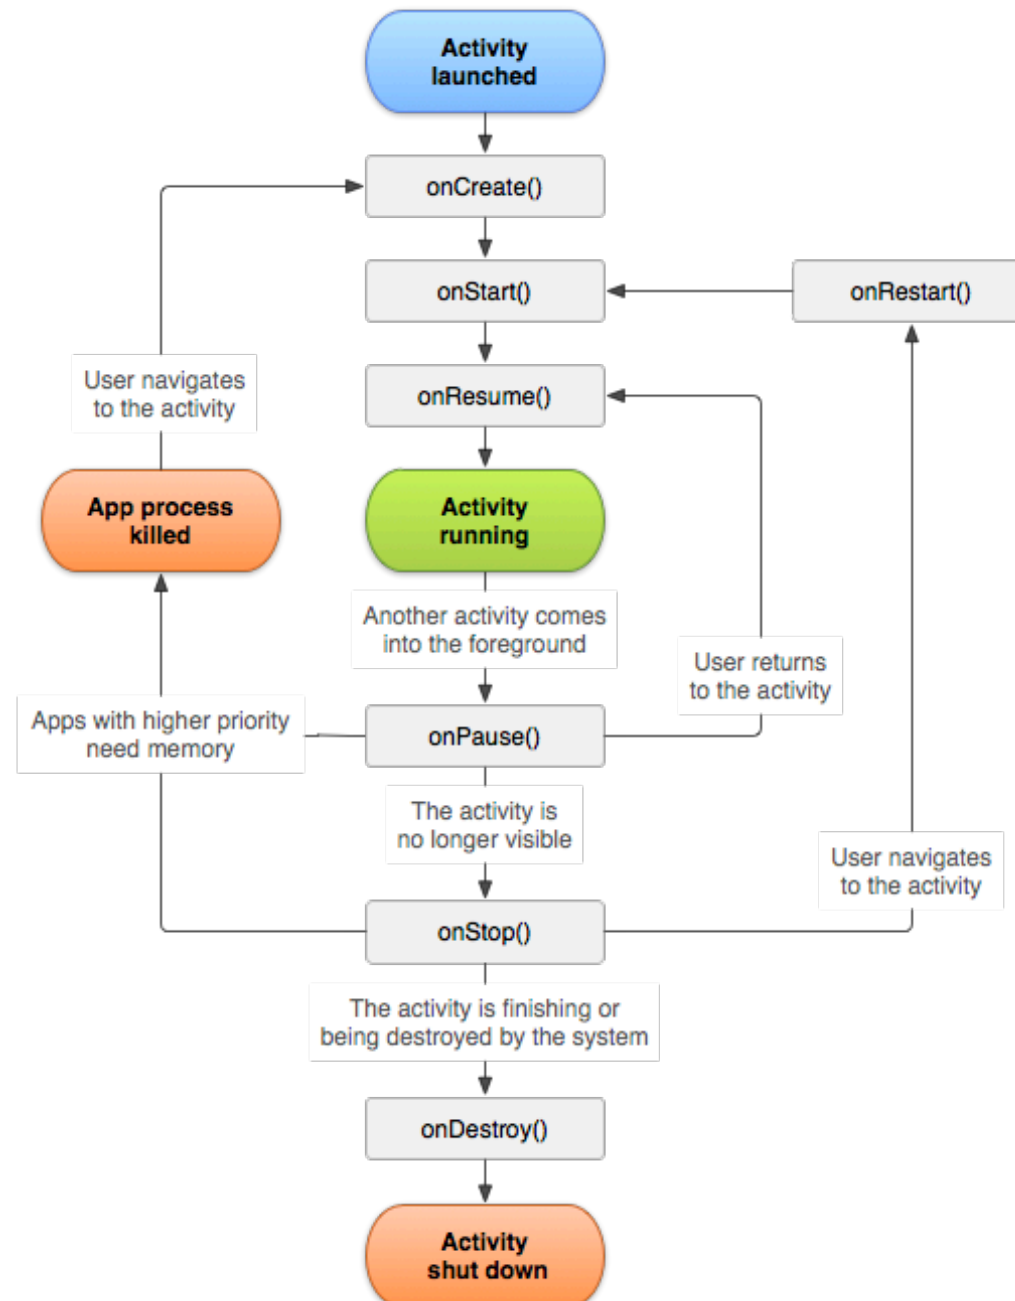 Activity
launched
onCreate()
onStart()
onRestart()
User navigates
to the activity
onResume()
App process
killed
Activity
running
Another activity comes
into the foreground
User returns
to the activity
Apps with higher priority
need memory
onPause()
The activity is
no longer visible
User navigates
to the activity
onStop()
The activity is finishing or
being destroyed by the system
onDestroy()
Activity
shut down